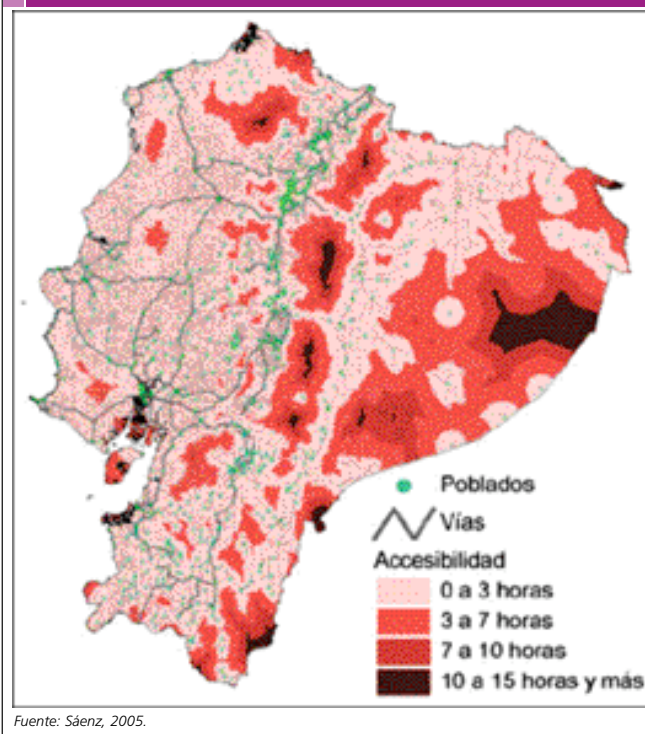 Poblados
Vías
Accesibilidad
0 a 3 horas
3 a 7 horas
7 a 10 horas
10 a 15 horas y más
Fuente: Sáenz, 2005.